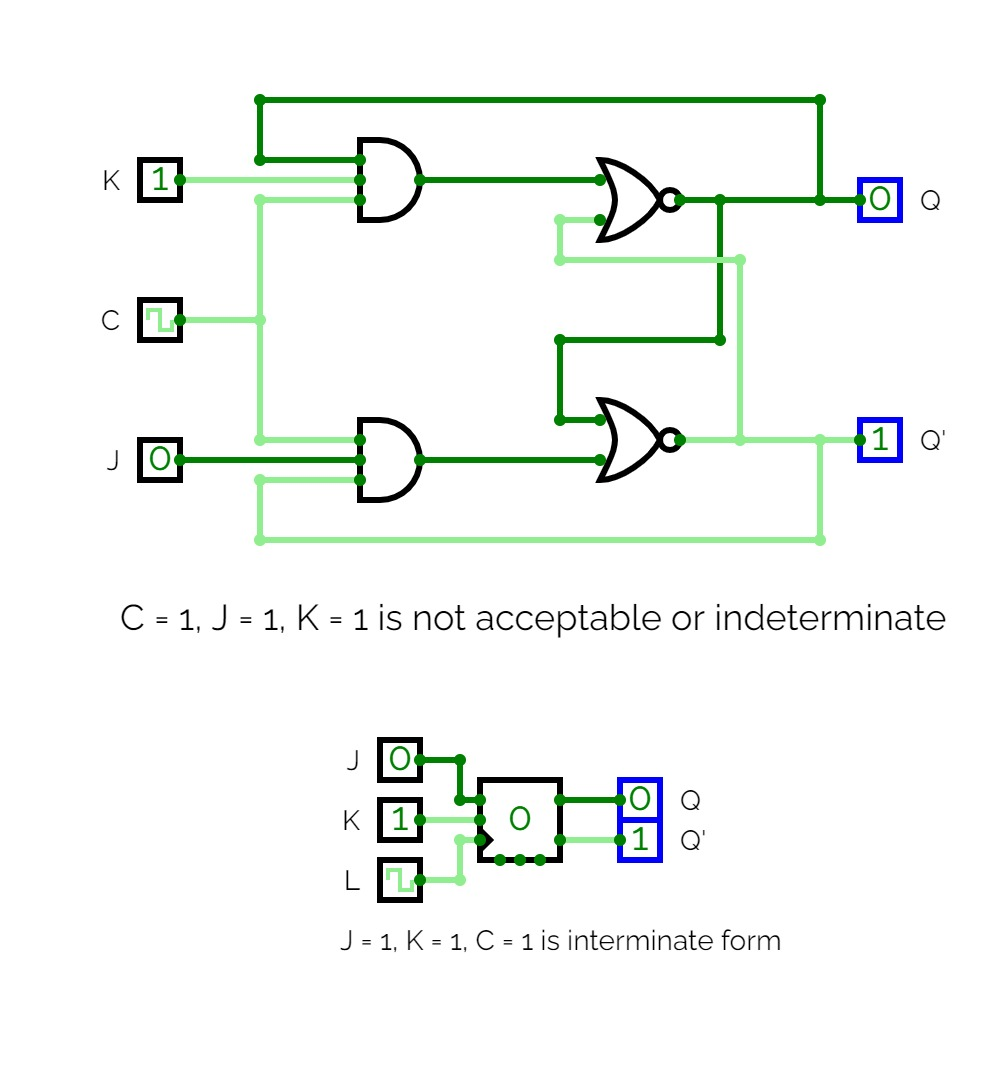 K 1
0 Q
C
J 0
1 Q'
C = 1, J = 1, K = 1 is not acceptable or indeterminate
J 0
0 Q
K 1 0
1 Q'
L
J = 1, K = 1, C = 1 is interminate form